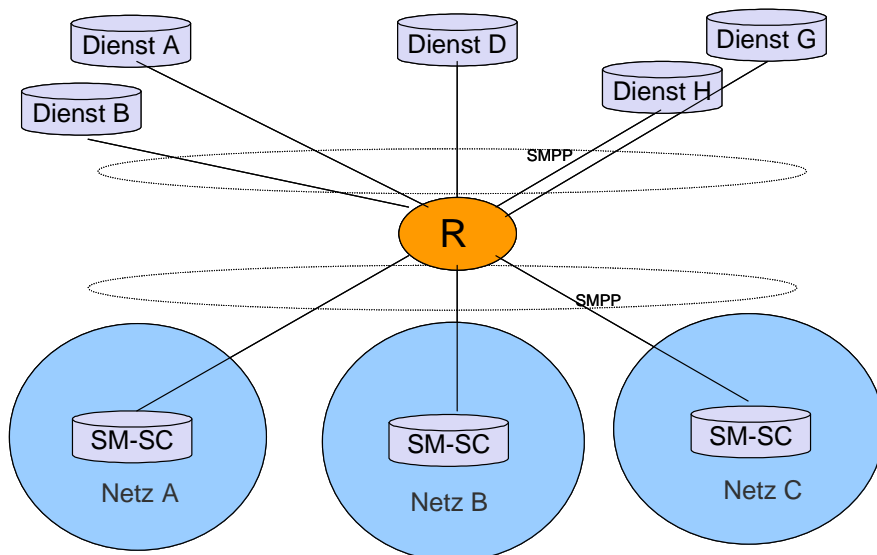 Dienst A
Dienst D
Dienst G
Dienst B
Dienst H
SMPP
R
SMPP
SM-SC
SM-SC
SM-SC
Netz A
Netz B
Netz C